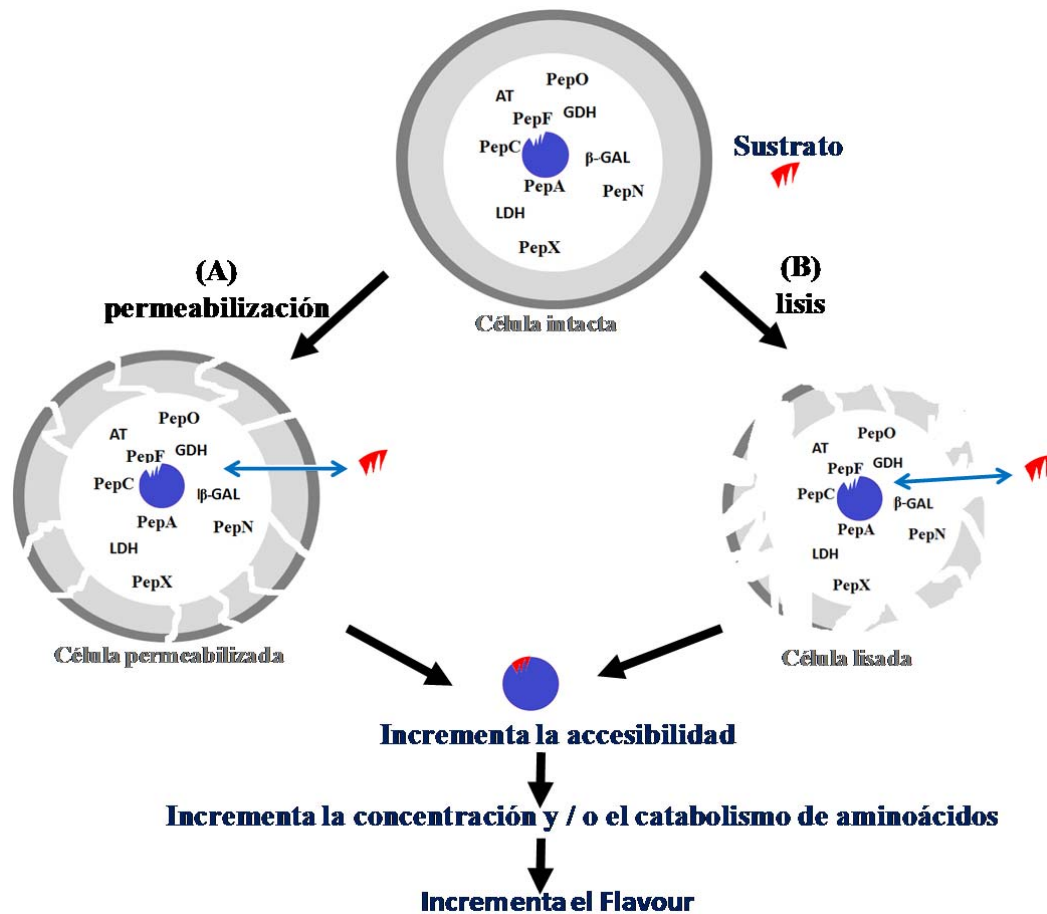 PepO
AT
GDH
PepF
PepC
β-GAL
PepA
PepN
LDH
PepX
Sustrato
(A)
permeabilización
(B)
lisis
Célula intacta
PepO
AT
GDH
PepF
PepC
lβ-GAL
PepA
PepN
LDH
PepX
Célula permeabilizada
PepO
AT
GDH
PepF
PepC
β-GAL
PepA
PepN
LDH
PepX
Célula lisada
Incrementa la accesibilidad
Incrementa la concentración y / o el catabolismo de aminoácidos
Incrementa el Flavour